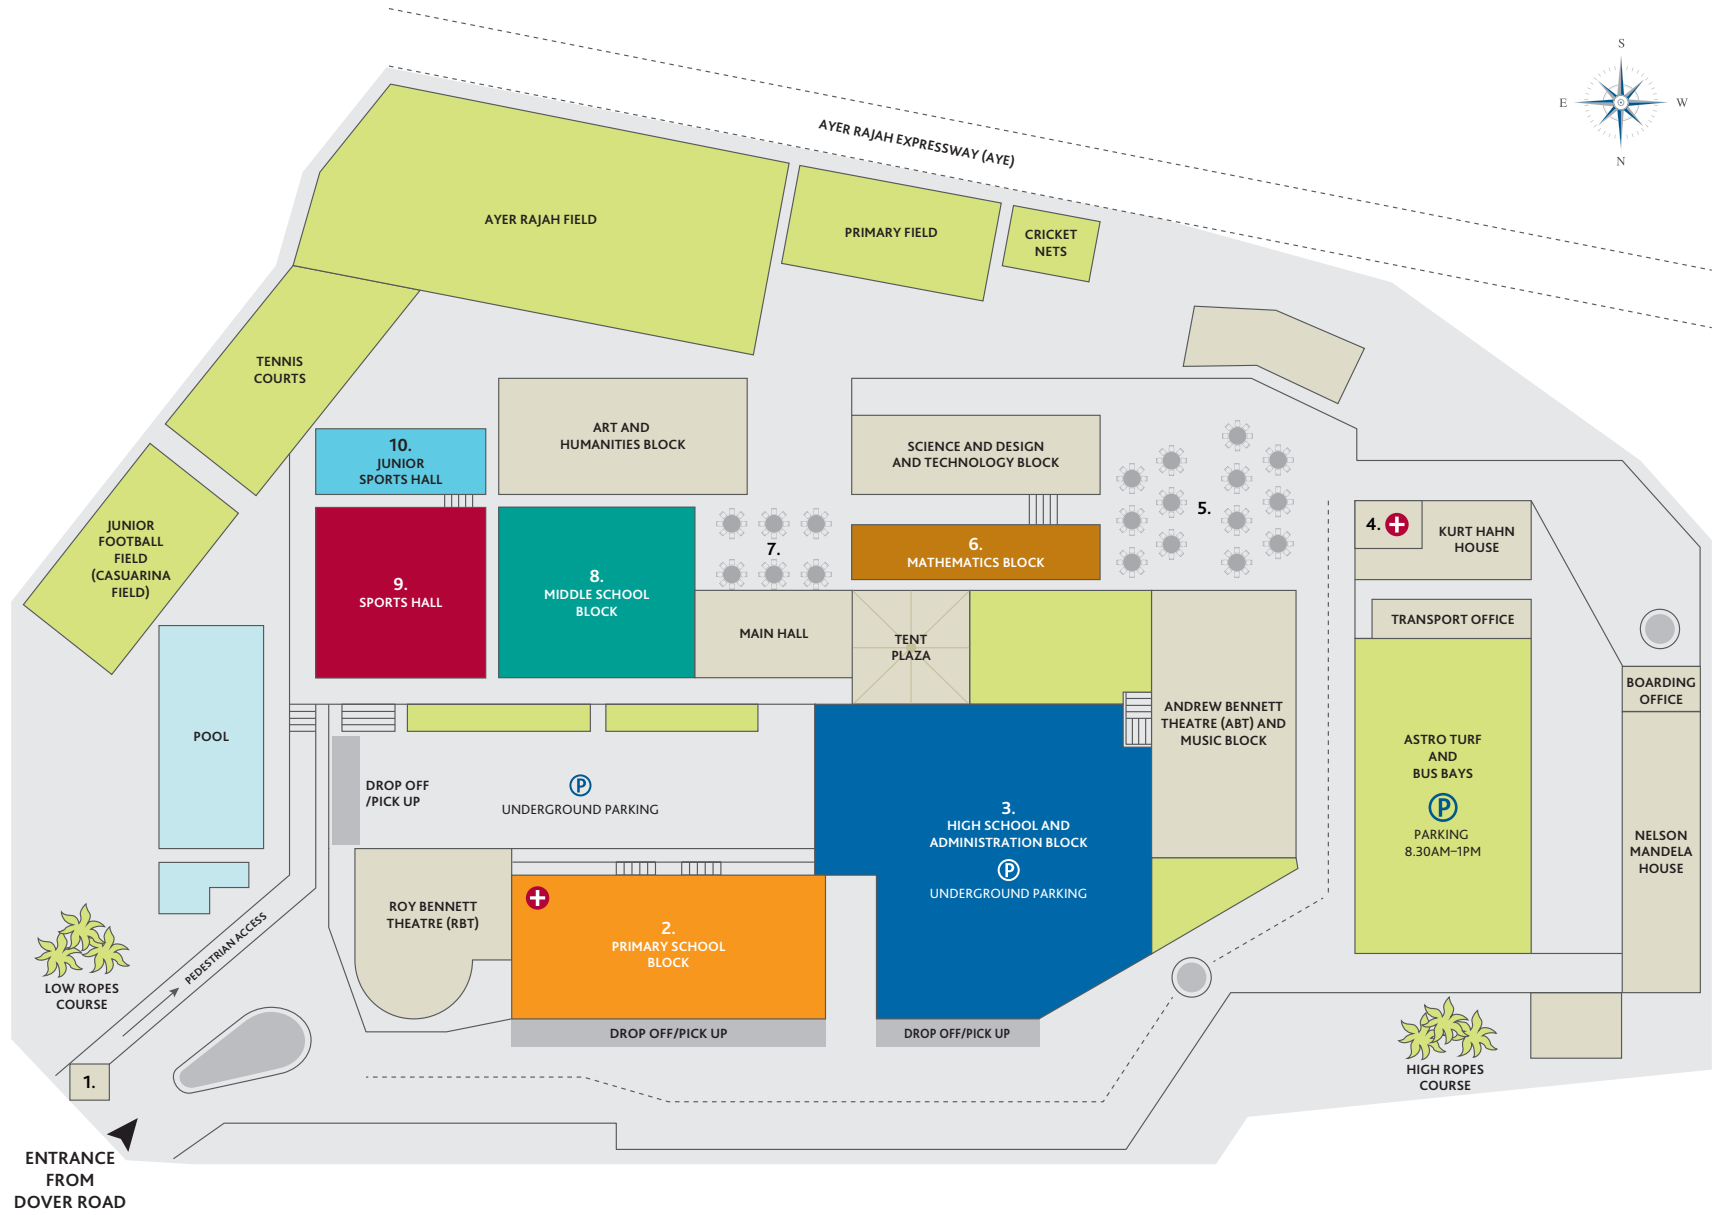 S
E
W
N
AYER RAJAH EXPRESSWAY (AYE)
AYER RAJAH FIELD
PRIMARY FIELD
CRICKET
NETS
TENNIS
COURTS
ART AND
HUMANITIES BLOCK
10.
JUNIOR
SPORTS HALL
SCIENCE AND DESIGN
AND TECHNOLOGY BLOCK
5.
JUNIOR
FOOTBALL
FIELD
(CASUARINA
FIELD)
9.
SPORTS HALL
8.
MIDDLE SCHOOL
BLOCK
7.
6.
MATHEMATICS BLOCK
4.
KURT HAHN
HOUSE
MAIN HALL
TENT
PLAZA
TRANSPORT OFFICE
BOARDING
OFFICE
POOL
ANDREW BENNETT
THEATRE (ABT) AND
MUSIC BLOCK
ASTRO TURF
AND
BUS BAYS
P
PARKING
8.30AM–1PM
DROP OFF
/PICK UP
P
UNDERGROUND PARKING
3.
HIGH SCHOOL AND
ADMINISTRATION BLOCK
P
UNDERGROUND PARKING
NELSON
MANDELA
HOUSE
ROY BENNETT
THEATRE (RBT)
2.
PRIMARY SCHOOL
BLOCK
PEDESTRIAN ACCESS
LOW ROPES
COURSE
DROP OFF/PICK UP
DROP OFF/PICK UP
HIGH ROPES
COURSE
1.
ENTRANCE
FROM
DOVER ROAD